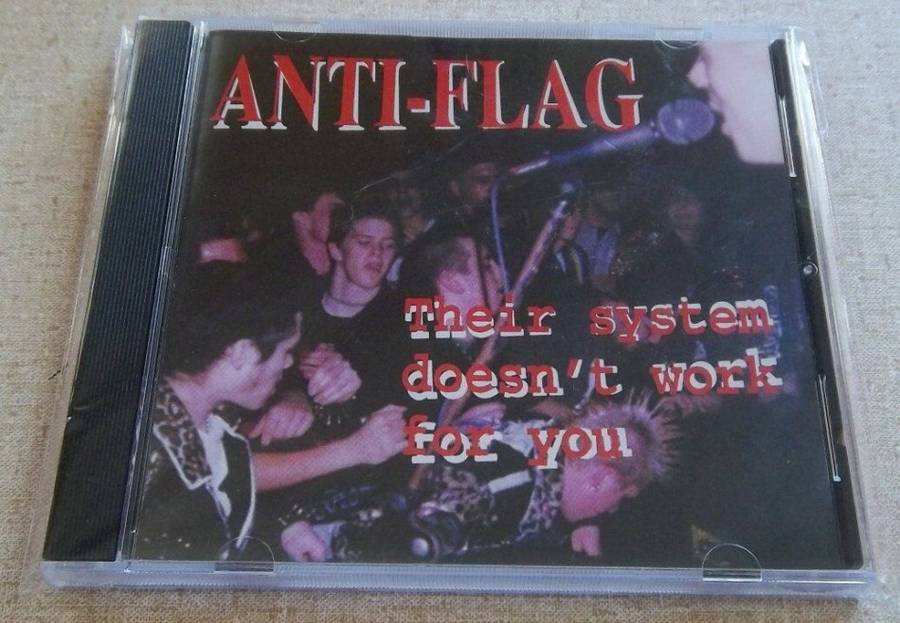 ANTI-FLAG
Their system
doesn't work
for you